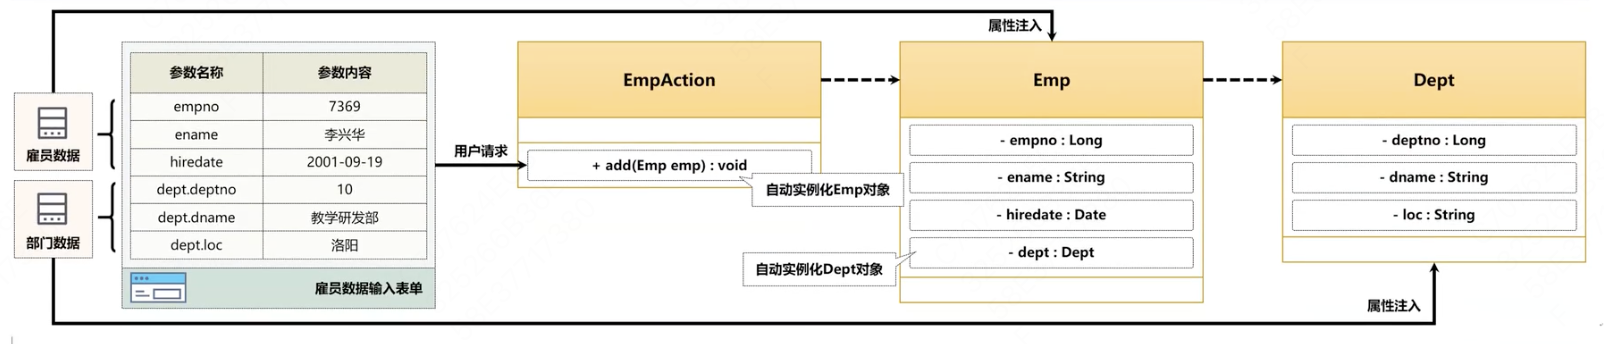 属性注入
雇员数据
部门数据
参数名称 参数内容
empno 7369
ename 李兴华
hiredate 2001-09-19
dept.deptno 10
dept.dname 教学研发部
dept.loc 洛阳
雇员数据输入表单
用户请求
EmpAction
+ add(Emp emp) : void
自动实例化Emp对象
Emp
- empno : Long
- ename : String
- hiredate : Date
- dept : Dept
自动实例化Dept对象
Dept
- deptno : Long
- dname : String
- loc : String
属性注入